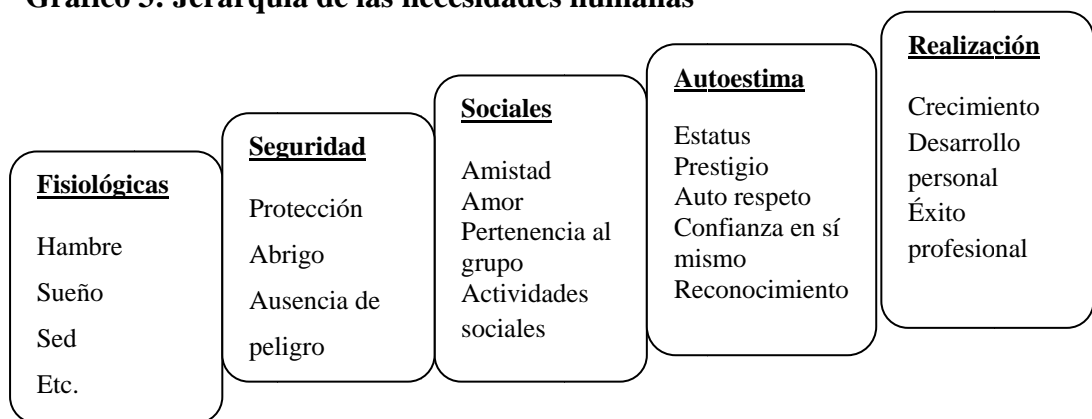 Gráfico 3: Jerarquía de las necesidades humanas
Fisiológicas
Hambre
Sueño
Sed
Etc.
Seguridad
Protección
Abrigo
Ausencia de
peligro
Sociales
Amistad
Amor
Pertenencia al
grupo
Actividades
sociales
Autoestima
Estatus
Prestigio
Auto respeto
Confianza en sí
mismo
Reconocimiento
Realización
Crecimiento
Desarrollo
personal
Éxito
profesional